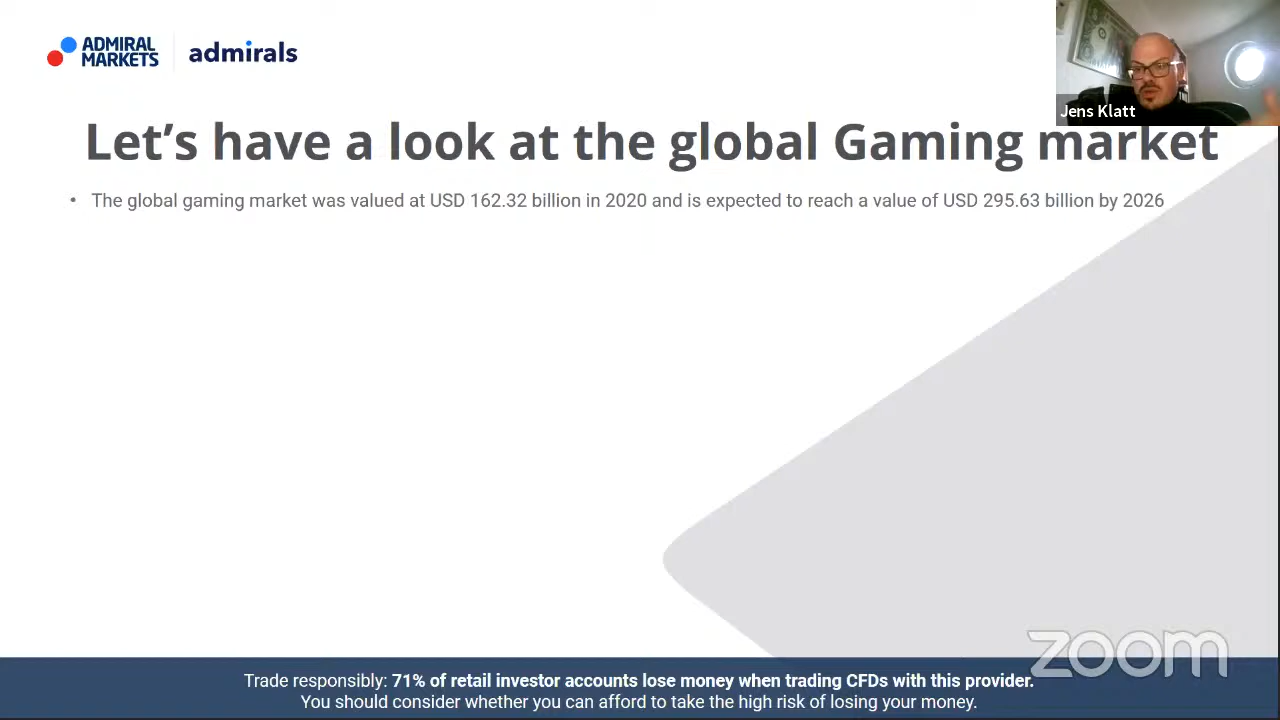 ADMIRAL
MARKETS
admirals
Jens Klatt
Let's have a look at the global Gaming market
• The global gaming market was valued at USD 162.32 billion in 2020 and is expected to reach a value of USD 295.63 billion by 2026
zoom
Trade responsibly: 71% of retail investor accounts lose money when trading CFDs with this provider.
You should consider whether you can afford to take the high risk of losing your money.